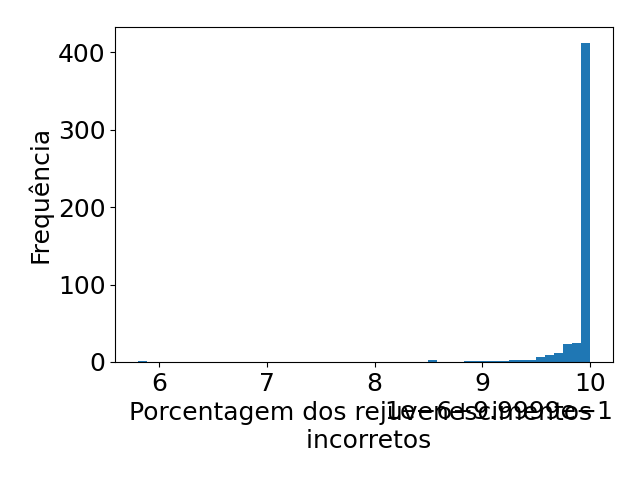 400
300
200
100
0
Frequência
6 7 8 9 10
1e−6+9.9999e−1
Porcentagem dos rejuvenescimentos
incorretos